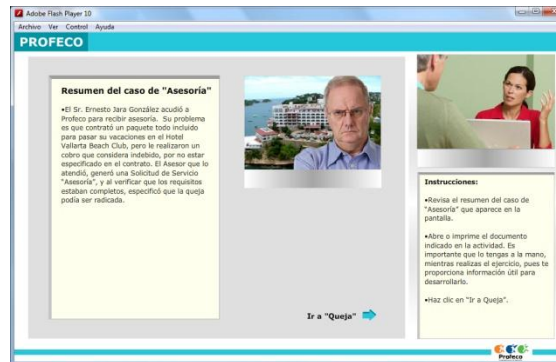 Adobe Flash Player 10
Archivo Ver Control Ayuda
PROFECO
Resumen del caso de "Asesoría"
•El Sr. Ernesto Jara González acudió a
Profeco para recibir asesoría. Su problema
es que contrató un paquete todo incluido
para pasar su vacaciones en el Hotel
Vallarta Beach Club, pero le realizaron un
cobro que considera indebido, por no estar
especificado en el contrato. El Asesor que lo
atendió, generó una Solicitud de Servicio
"Asesoría", y al verificar que los requisitos
estaban completos, especificó que la queja
podía ser radicada.
Ir a "Queja"
Instrucciones:
•Revisa el resumen del caso de
"Asesoría" que aparece en la
pantalla.
•Abre o imprime el documento
indicado en la actividad. Es
importante que lo tengas a la mano,
mientras realizas el ejercicio, pues te
proporciona información útil para
desarrollarlo.
•Haz clic en "Ir a Queja".
Profeco